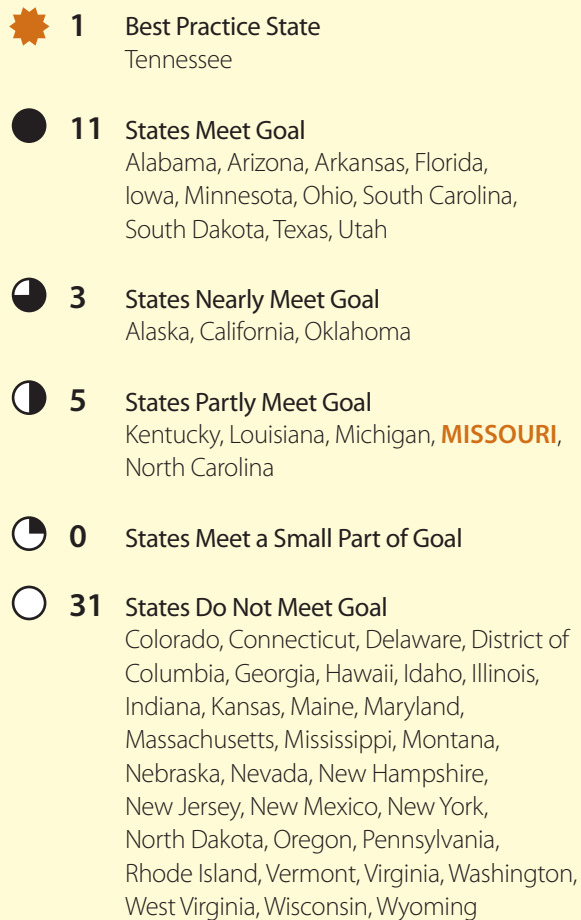 1 Best Practice State
Tennessee
11 States Meet Goal
Alabama, Arizona, Arkansas, Florida,
Iowa, Minnesota, Ohio, South Carolina,
South Dakota, Texas, Utah
3 States Nearly Meet Goal
Alaska, California, Oklahoma
5 States Partly Meet Goal
Kentucky, Louisiana, Michigan, MISSOURI,
North Carolina
0 States Meet a Small Part of Goal
31 States Do Not Meet Goal
Colorado, Connecticut, Delaware, District of
Columbia, Georgia, Hawaii, Idaho, Illinois,
Indiana, Kansas, Maine, Maryland,
Massachusetts, Mississippi, Montana,
Nebraska, Nevada, New Hampshire,
New Jersey, New Mexico, New York,
North Dakota, Oregon, Pennsylvania,
Rhode Island, Vermont, Virginia, Washington,
West Virginia, Wisconsin, Wyoming